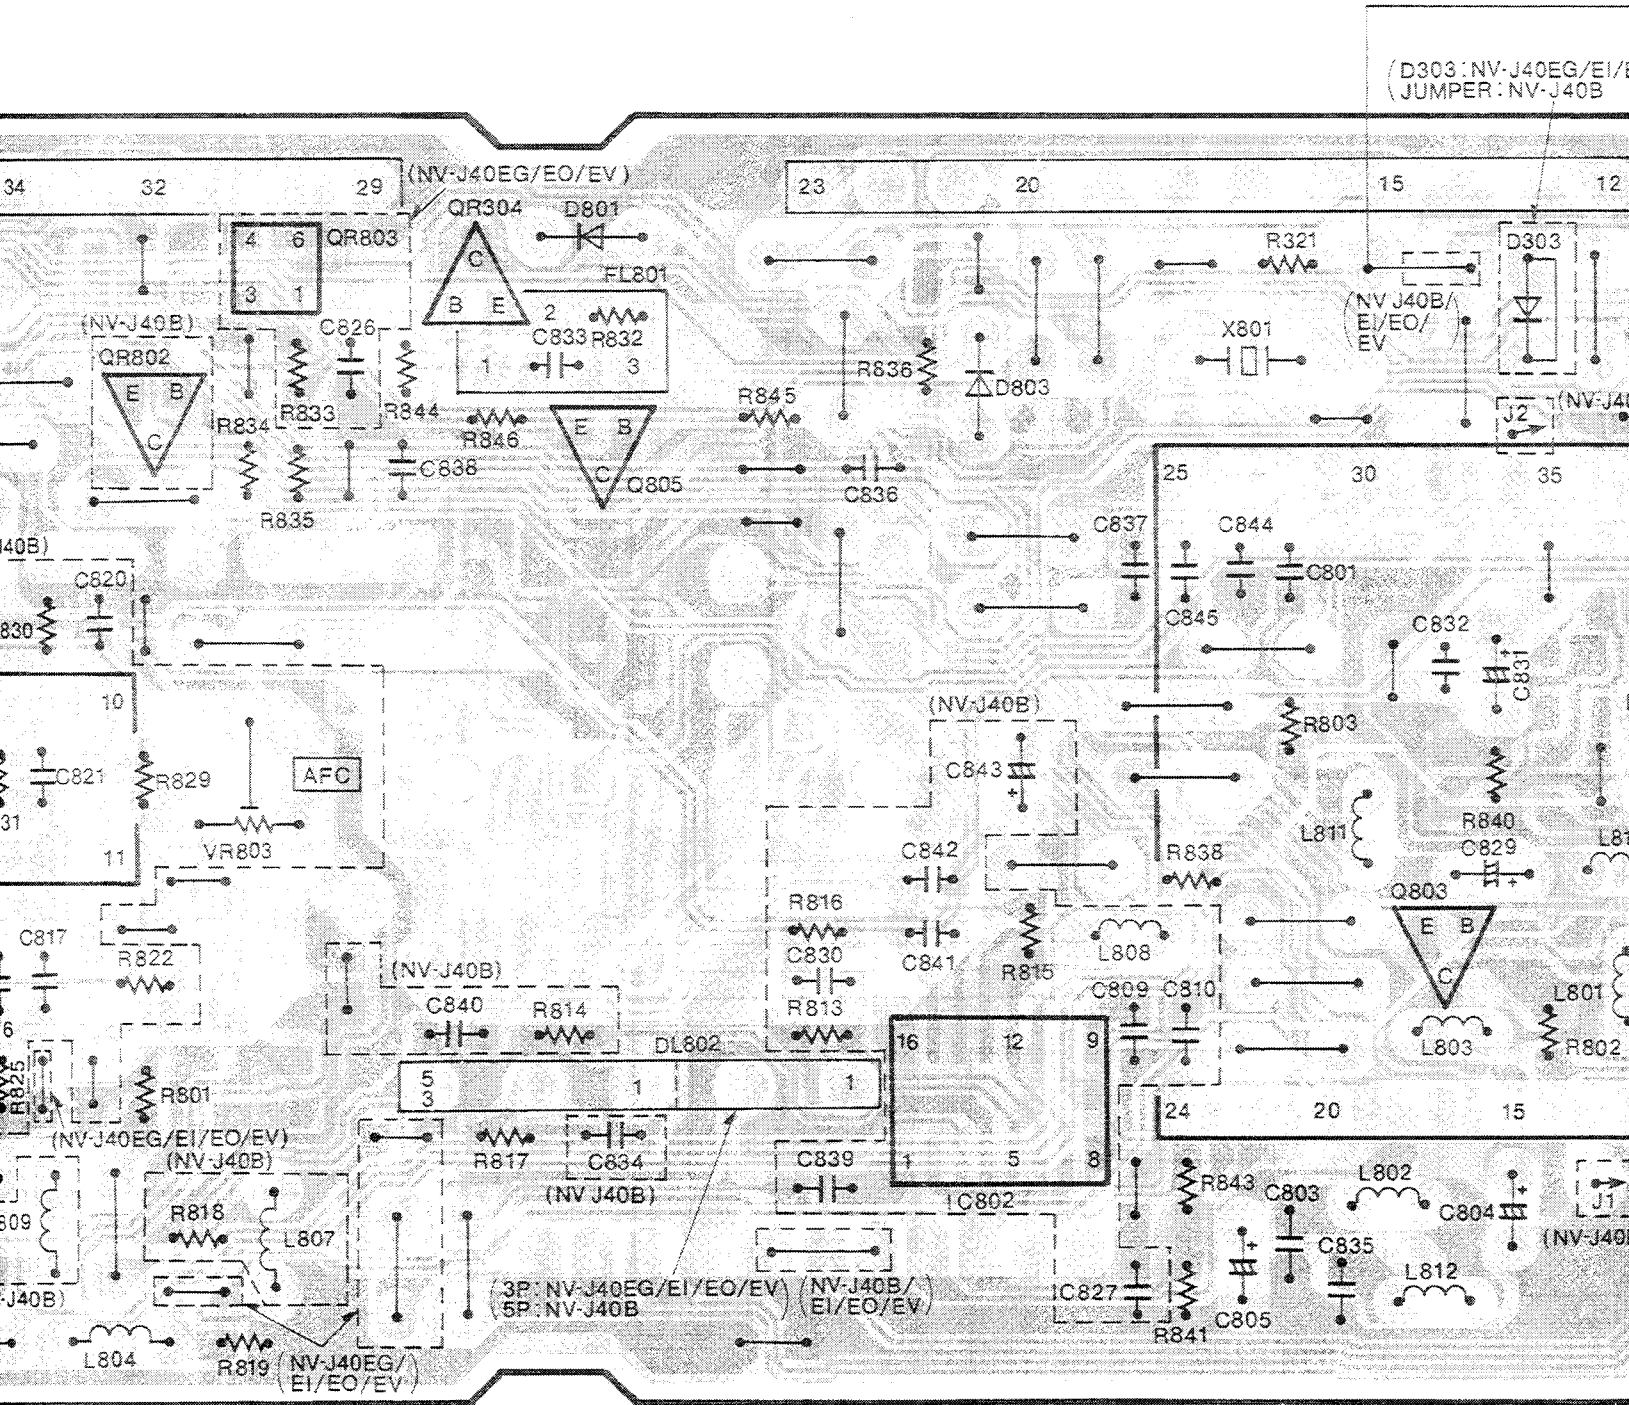 (D303:NV-J40EG/EI/
JUMPER:NV-J40B
34 32 29 (NV-J40EG/EO/EV) 23 20 15 12
QR304 D801
4 6 QR803 C R321 D303
3 1 B E FL801
(NV-J40B) C826 2 (NV-J40B/
EI/EO/
EV)
C833 R832 X801
QR802 1 3 R836 D803
E B R833 R844 R845 J2 (NV-J40
R834 R846 E B
C C838 C Q805 C836 25 30 35
R835
J40B) C837 C844
C820 C801
830 C845 C832 C831
10 (NV-J40B) R803
C821 R829 AFC C843
31 L811 R840
11 VR803 C842 R838 C829
R816 Q803
C817 E B
R822 (NV-J40B) C830 C841 R815 L808 C
C840 R814 R813 C809 C810 L801
6 DL802 16 12 9 L803 R802
R825 R801 5 1 1
3 24 20 15
(NV-J40EG/EI/EO/EV)
(NV-J40B) R817 C834 C839 1 5 8
(NV-J40B) IC802 R843 L802
809 R818 L807 C803 C804 J1
C835
J40B) (3P:NV-J40EG/EI/EO/EV) (NV-J40B/
5P:NV-J40B EI/EO/EV)
C827 C805 L812
L804 R819 (NV-J40EG/
EI/EO/EV) R841